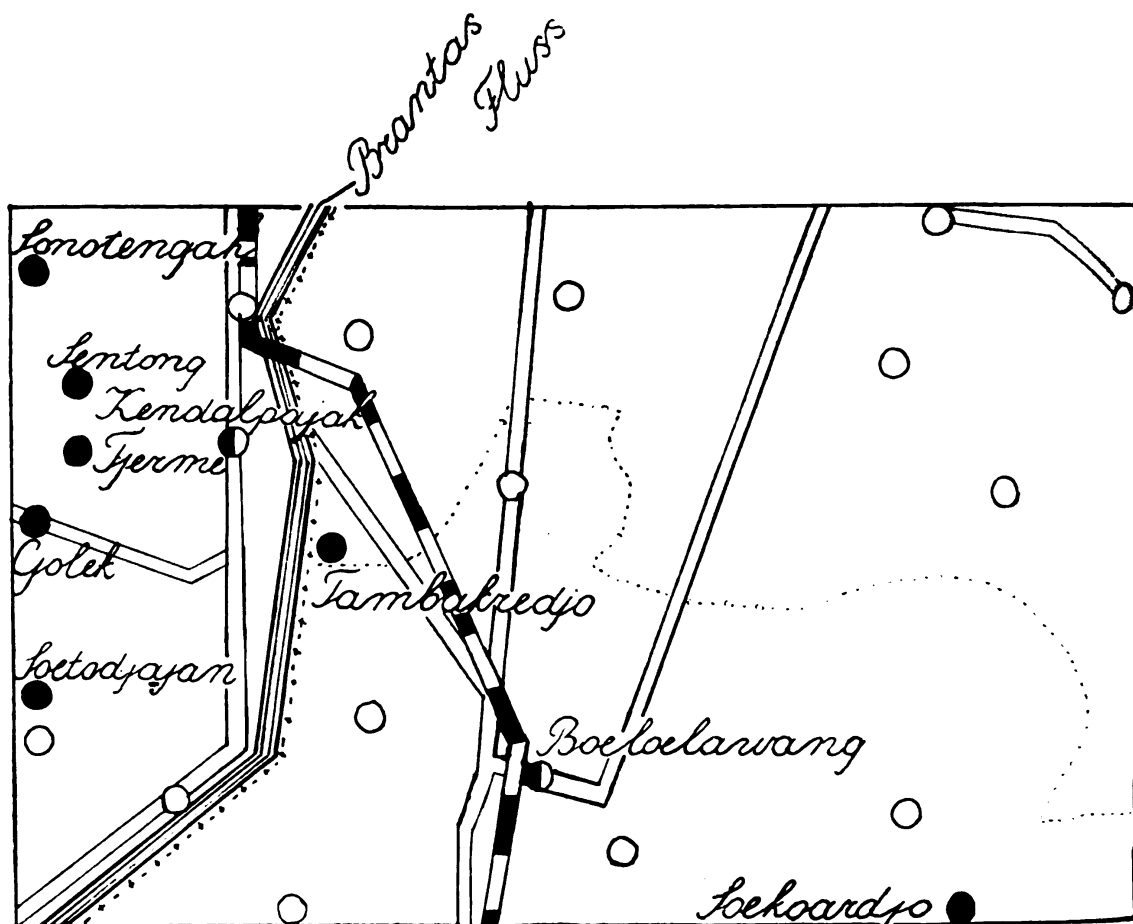 Brantas
Fluss
Sonotengah
Sentong
Kendalpajak
Tjerme
Golek
Tambakredjo
Soetodjajan
Boeloelawang
Soekoardjo